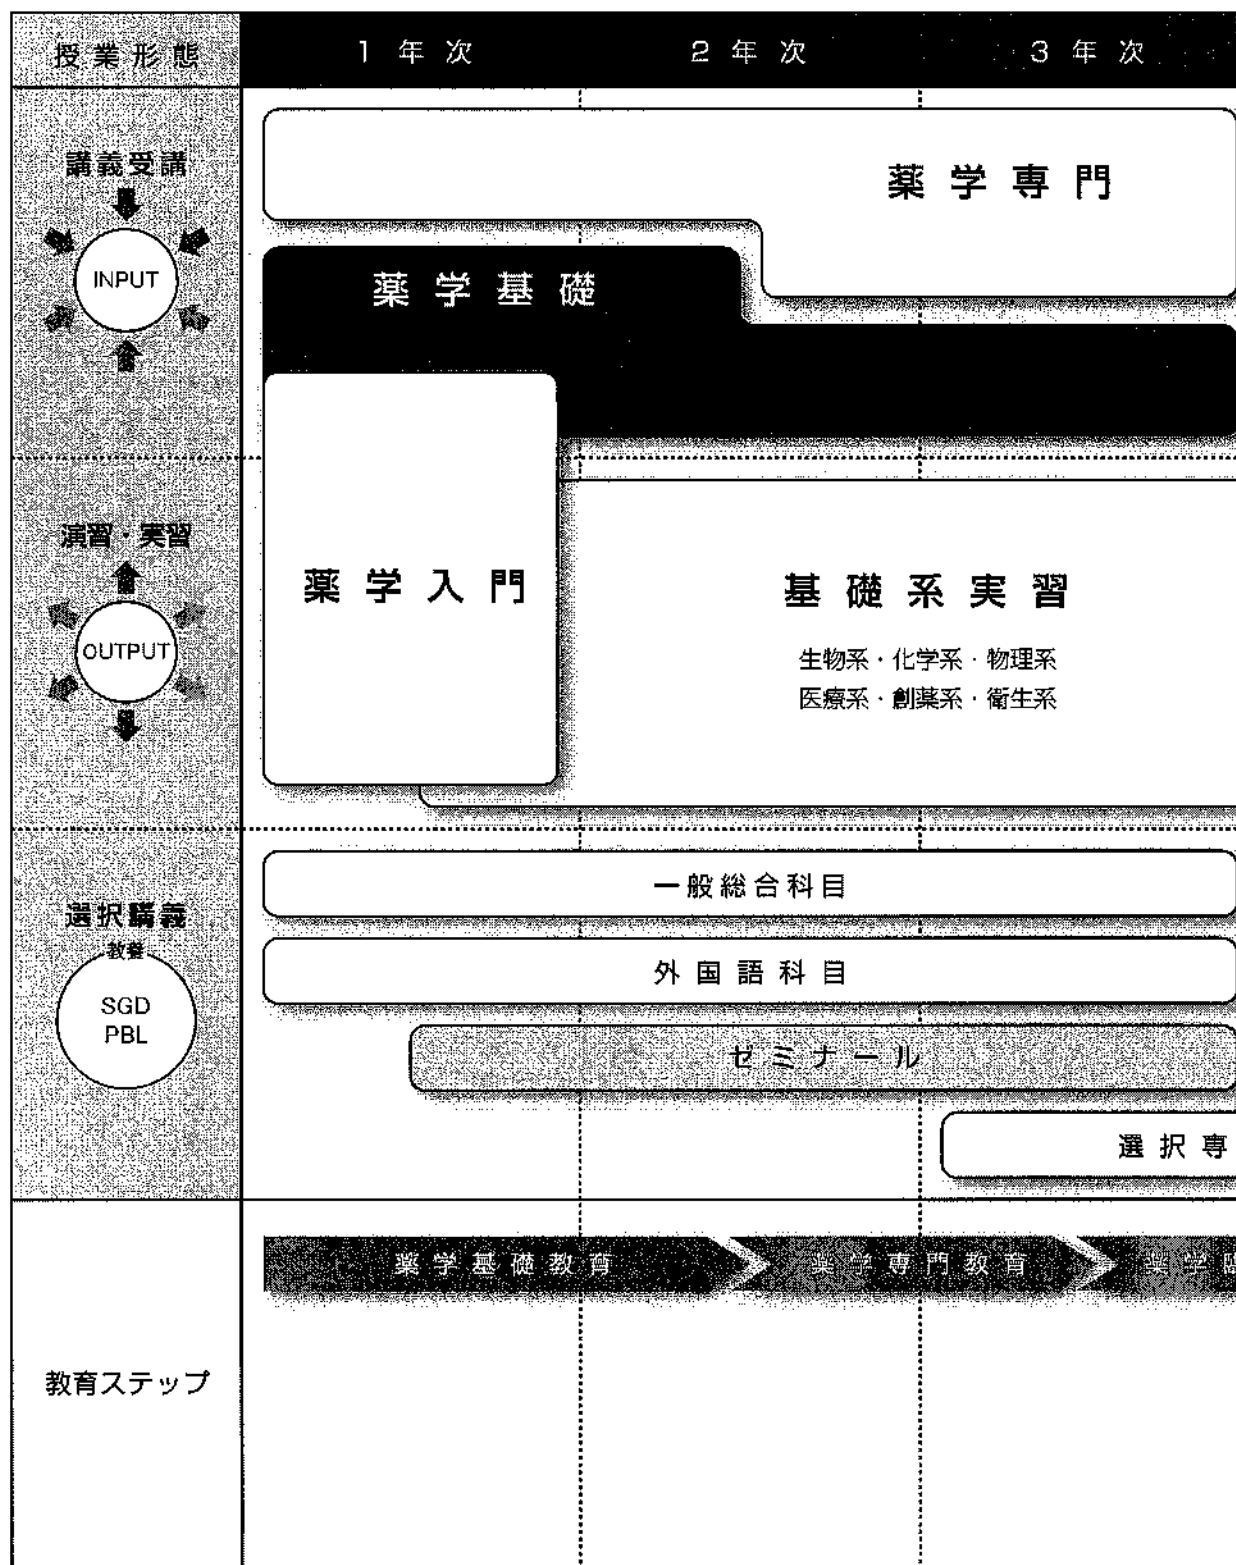 授業形態
1年次
2年次
3年次
講義受講
INPUT
薬学専門
薬学基礎
演習・実習
OUTPUT
薬学入門
基礎系実習
生物系・化学系・物理系
医療系・創薬系・衛生系
選択講義
教養
SGD
PBL
一般総合科目
外国語科目
ゼミナール
選択専
教育ステップ
薬学基礎教育
薬学専門教育
薬学臨